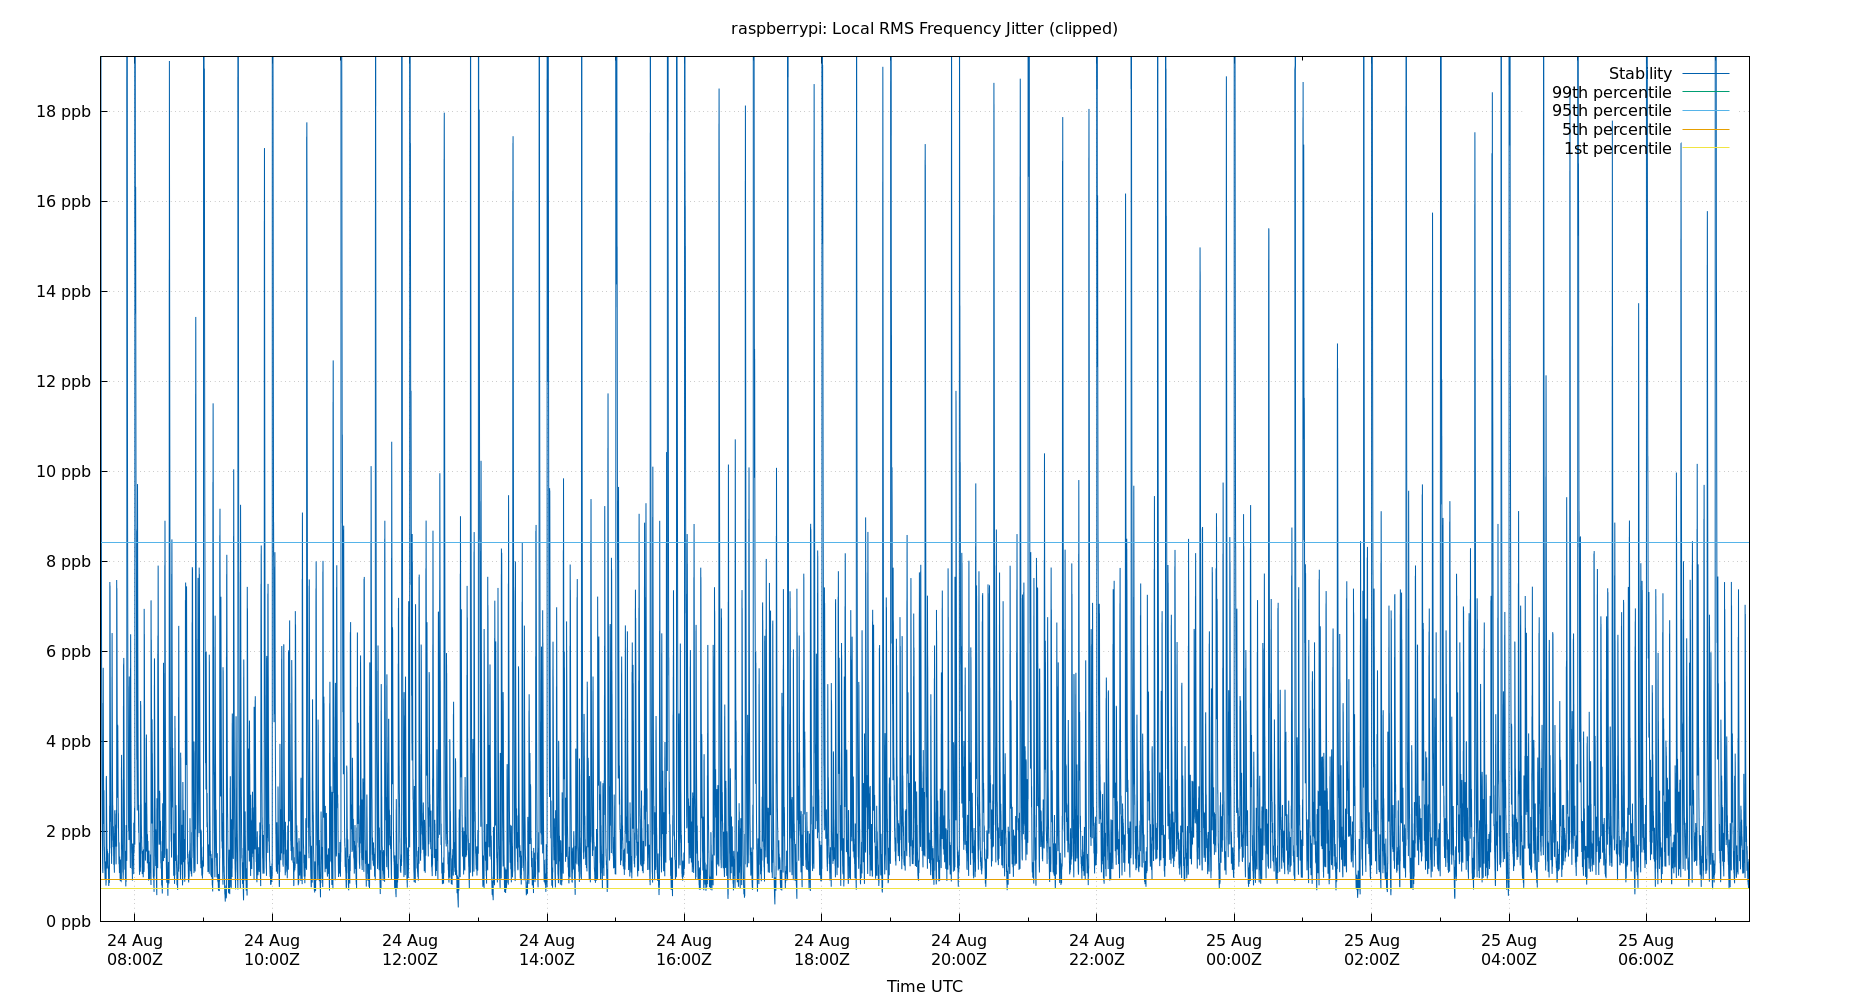 raspberrypi: Local RMS Frequency Jitter (clipped)
Stability
99th percentile
95th percentile
5th percentile
1st percentile
18 ppb
16 ppb
14 ppb
12 ppb
10 ppb
8 ppb
6 ppb
4 ppb
2 ppb
0 ppb
24 Aug 24 Aug 24 Aug 24 Aug 24 Aug 24 Aug 24 Aug 24 Aug 25 Aug 25 Aug 25 Aug 25 Aug
08:00Z 10:00Z 12:00Z 14:00Z 16:00Z 18:00Z 20:00Z 22:00Z 00:00Z 02:00Z 04:00Z 06:00Z
Time UTC